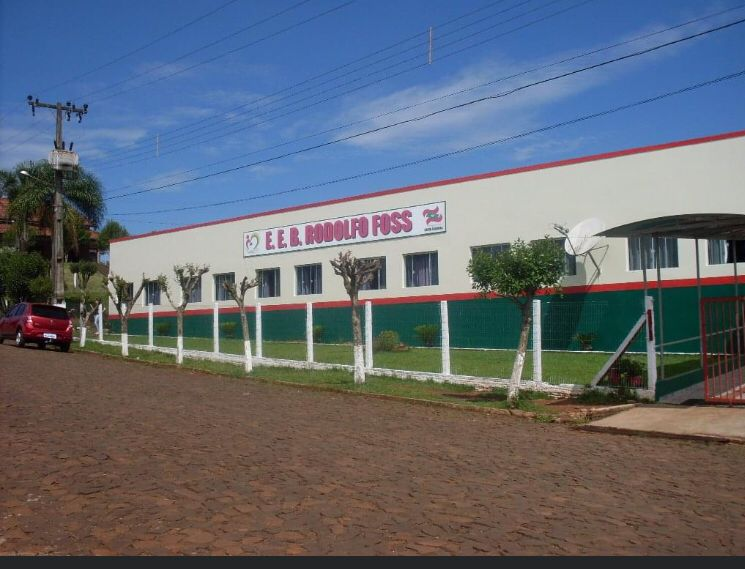 E. E. B. RODOLFO FOSS